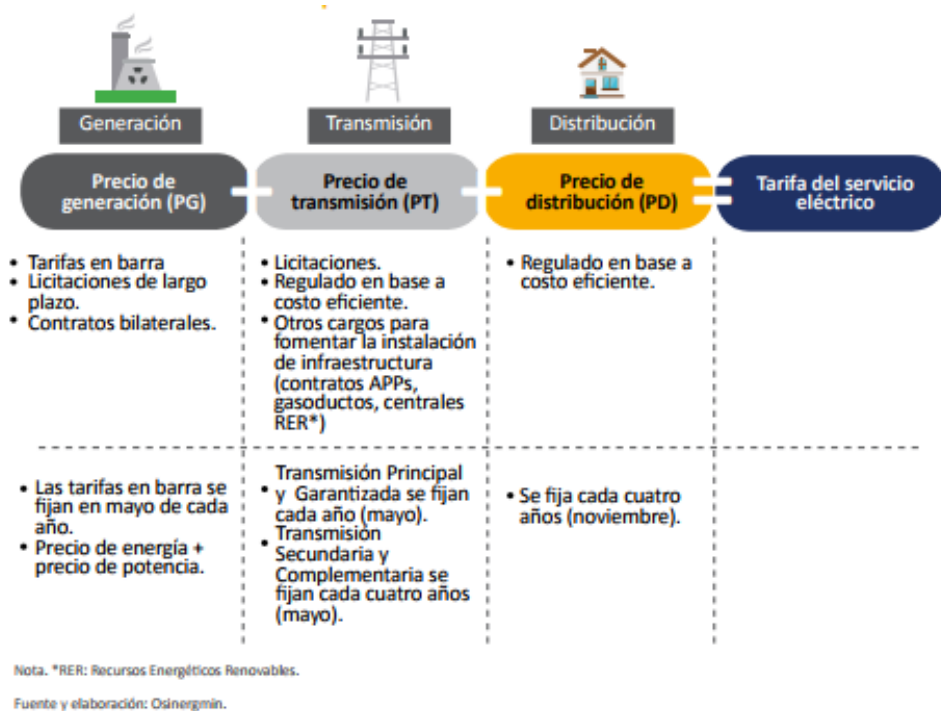 Generación
Transmisión
Distribución
Precio de
generación (PG)
Precio de
transmisión (PT)
Precio de
distribución (PD)
Tarifa del servicio
eléctrico
• Tarifas en barra
• Licitaciones de largo
plazo.
• Contratos bilaterales.
• Licitaciones.
• Regulado en base a
costo eficiente.
• Otros cargos para
fomentar la instalación
de infraestructura
(contratos APPs,
gasoductos, centrales
RER*)
• Regulado en base a
costo eficiente.
• Las tarifas en barra se
fijan en mayo de cada
año.
• Precio de energía +
precio de potencia.
Transmisión Principal
• y Garantizada se fijan
cada año (mayo).
• Transmisión
Secundaria y
Complementaria se
fijan cada cuatro años
(mayo).
• Se fija cada cuatro
años (noviembre).
Nota. *RER: Recursos Energéticos Renovables.
Fuente y elaboración: Osinergmin.